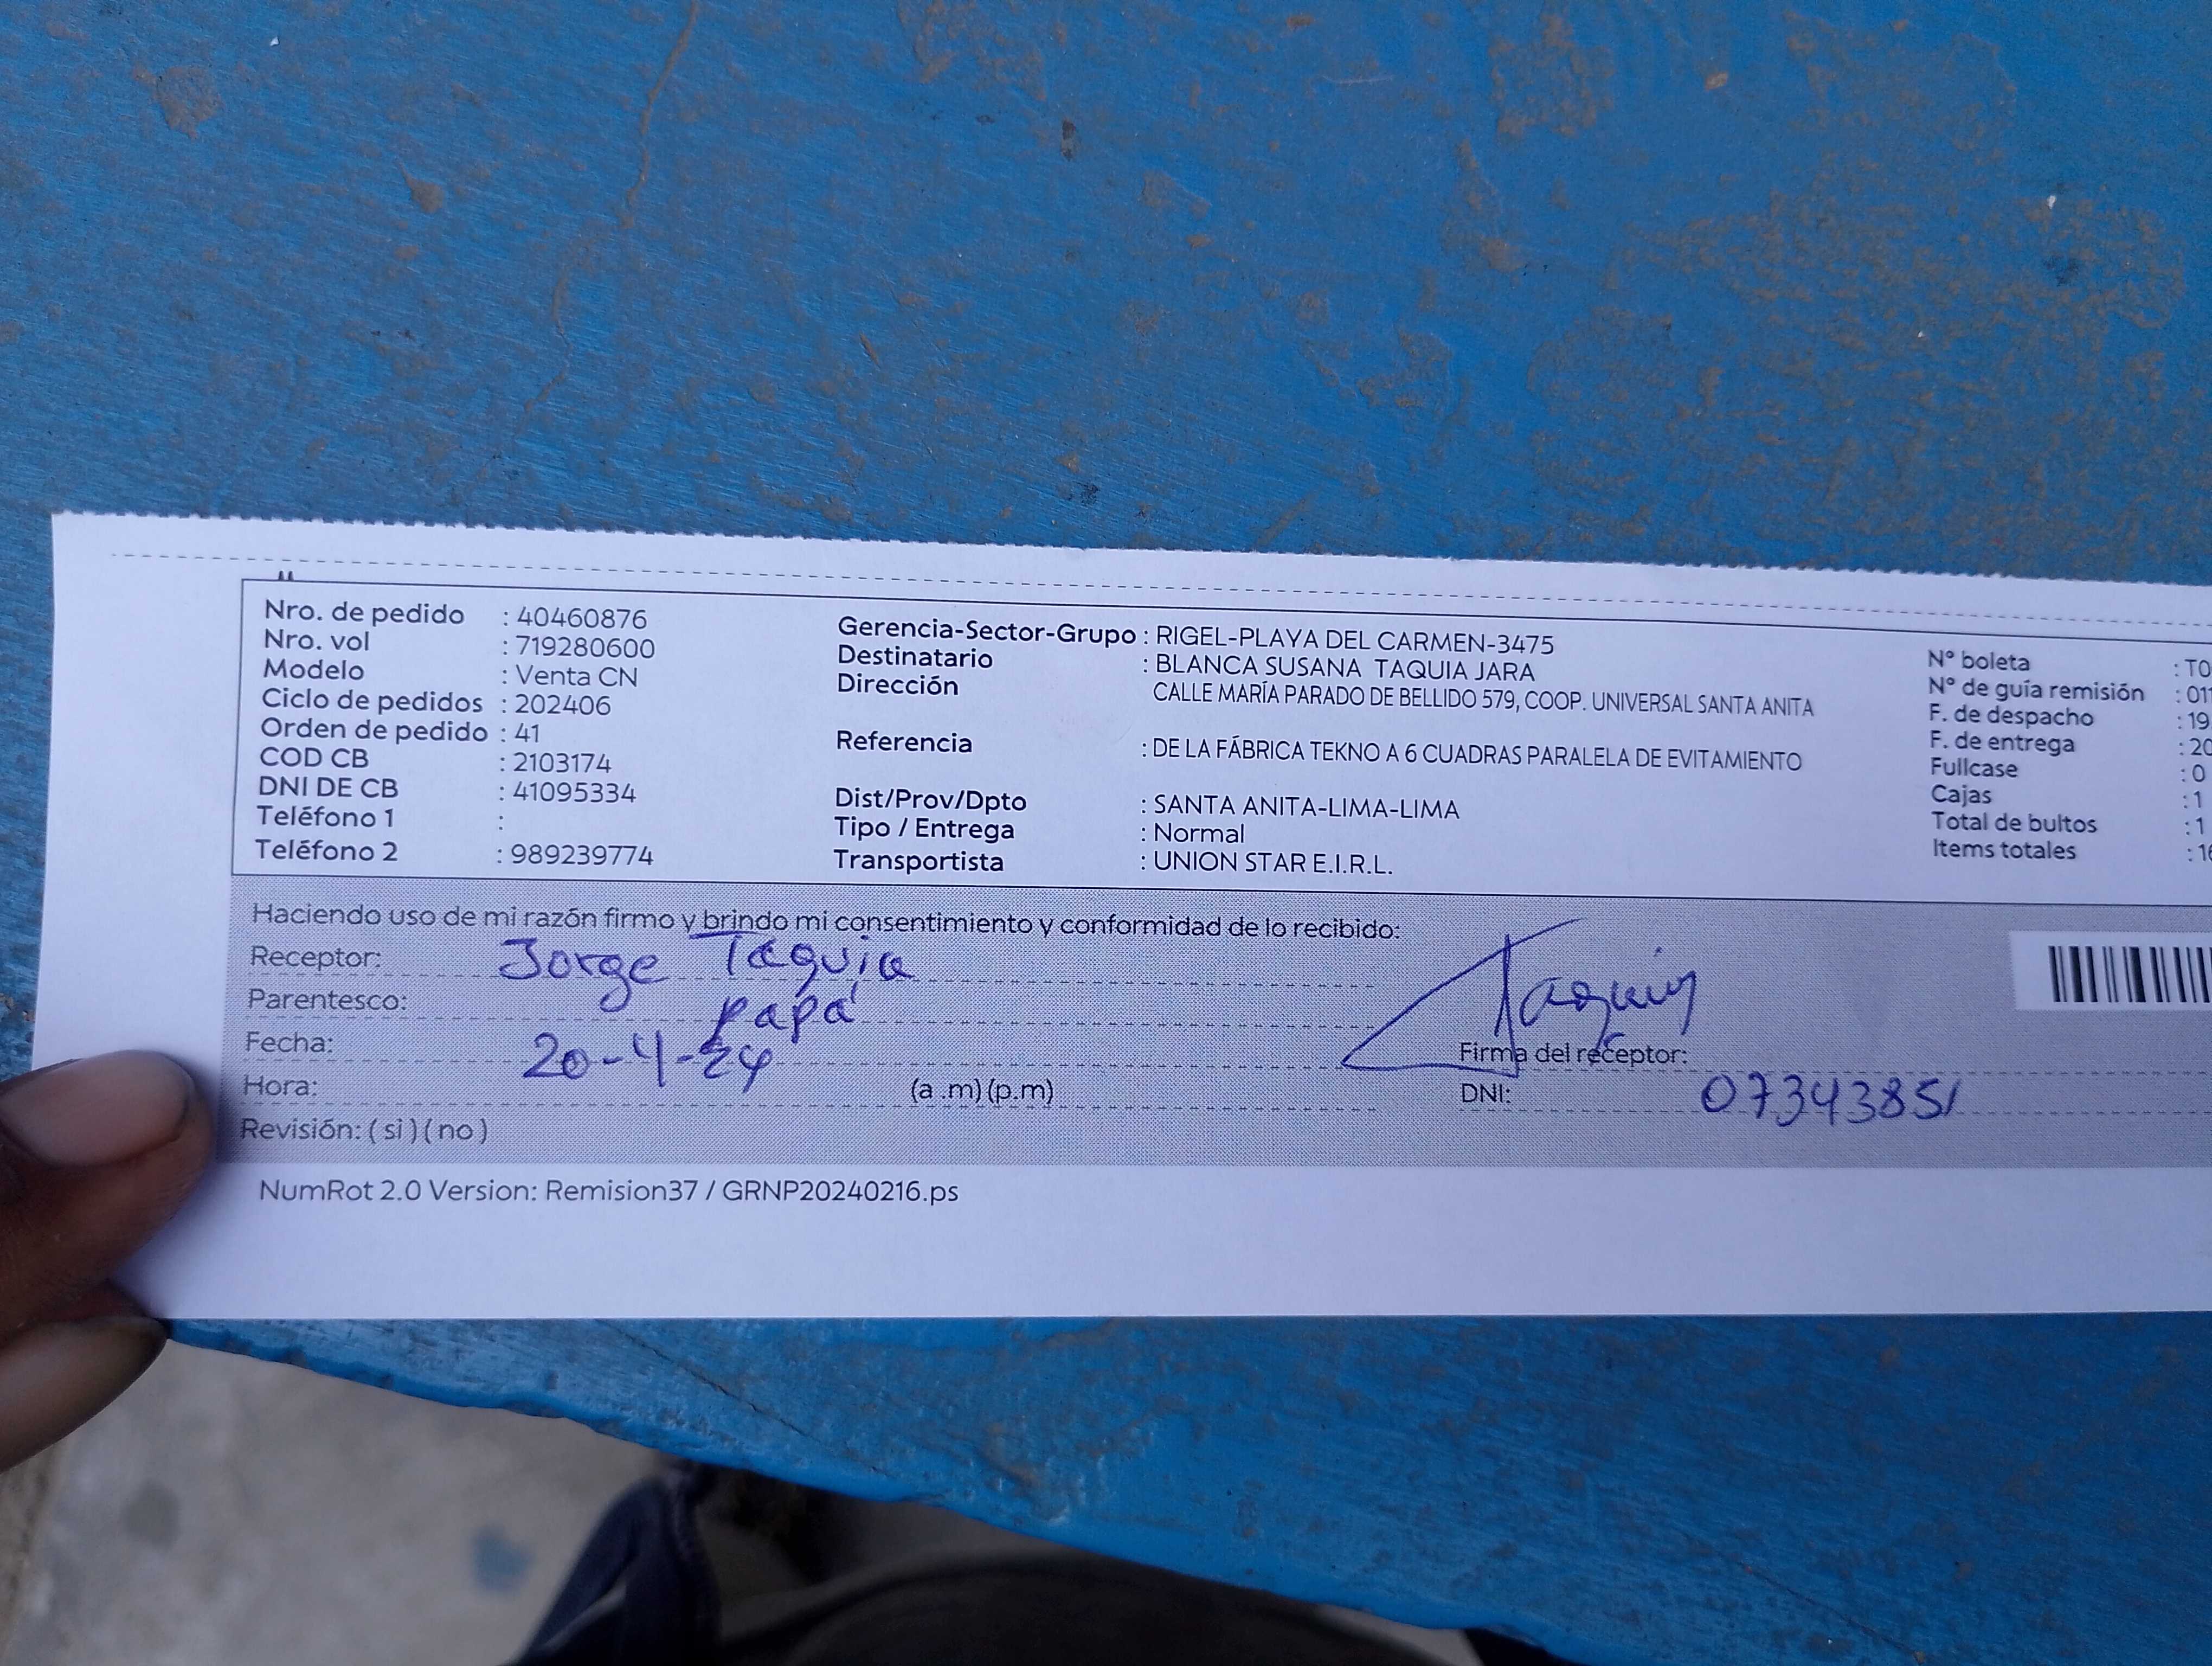 Nro. de pedido : 40460876
Nro. vol : 719280600
Modelo : Venta CN
Ciclo de pedidos : 202406
Orden de pedido : 41
COD CB : 2103174
DNI DE CB : 41095334
Teléfono 1 :
Teléfono 2 : 989239774
Gerencia-Sector-Grupo : RIGEL-PLAYA DEL CARMEN-3475
Destinatario : BLANCA SUSANA TAQUIA JARA
Dirección CALLE MARÍA PARADO DE BELLIDO 579, COOP. UNIVERSAL SANTA ANITA
Referencia : DE LA FÁBRICA TEKNO A 6 CUADRAS PARALELA DE EVITAMIENTO
Dist/Prov/Dpto : SANTA ANITA-LIMA-LIMA
Tipo / Entrega : Normal
Transportista : UNION STAR E.I.R.L.
N° boleta : T0
N° de guía remisión : 011
F. de despacho : 19
F. de entrega : 20
Fullcase : 0
Cajas : 1
Total de bultos : 1
Items totales : 16
Haciendo uso de mi razón firmo y brindo mi consentimiento y conformidad de lo recibido:
Receptor: Jorge Taquia
Parentesco: papá
Fecha: 20-4-24
Hora: (a .m) (p.m)
Revisión: ( si ) ( no )
Taquia
Firma del receptor:
DNI: 07343851
NumRot 2.0 Version: Remision37 / GRNP20240216.ps